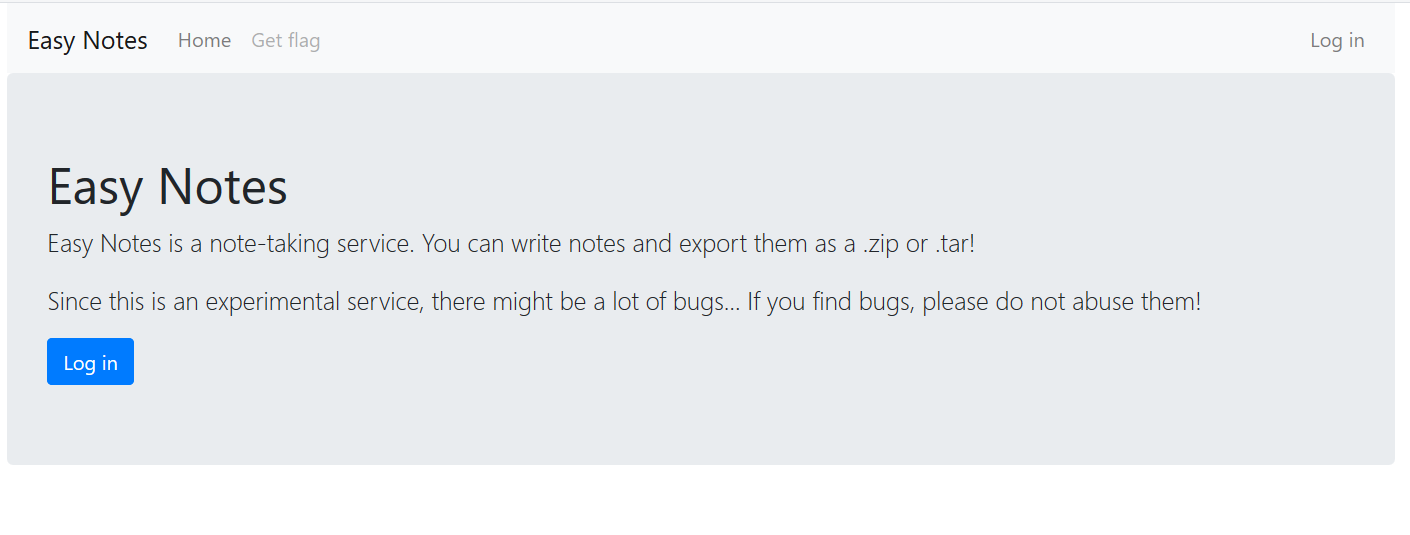 Easy Notes Home Get flag Log in
Easy Notes
Easy Notes is a note-taking service. You can write notes and export them as a .zip or .tar!
Since this is an experimental service, there might be a lot of bugs... If you find bugs, please do not abuse them!
Log in